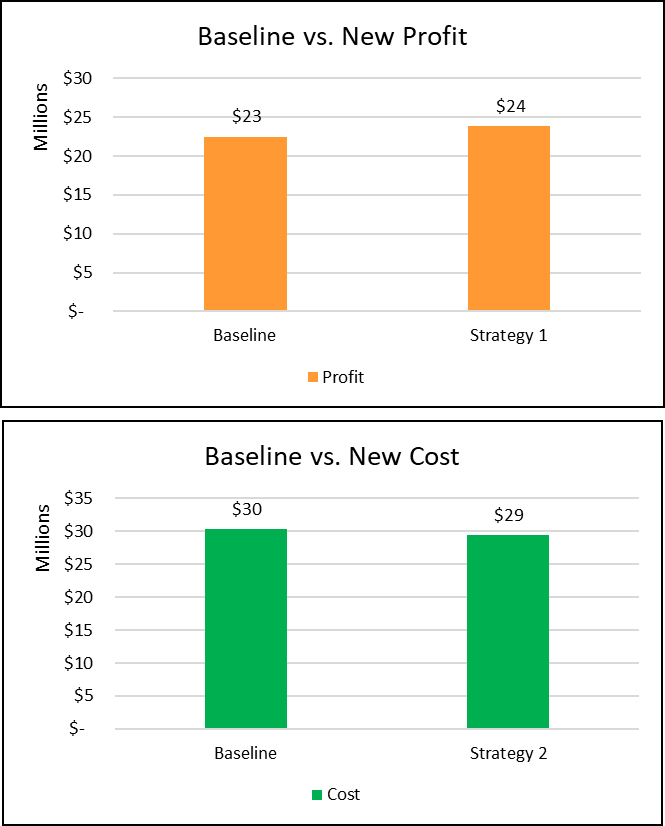 Baseline vs. New Profit
Millions
$30
$25
$20
$15
$10
$5
$-
$23
$24
Baseline
Strategy 1
Profit
Baseline vs. New Cost
Millions
$35
$30
$25
$20
$15
$10
$5
$-
$30
$29
Baseline
Strategy 2
Cost